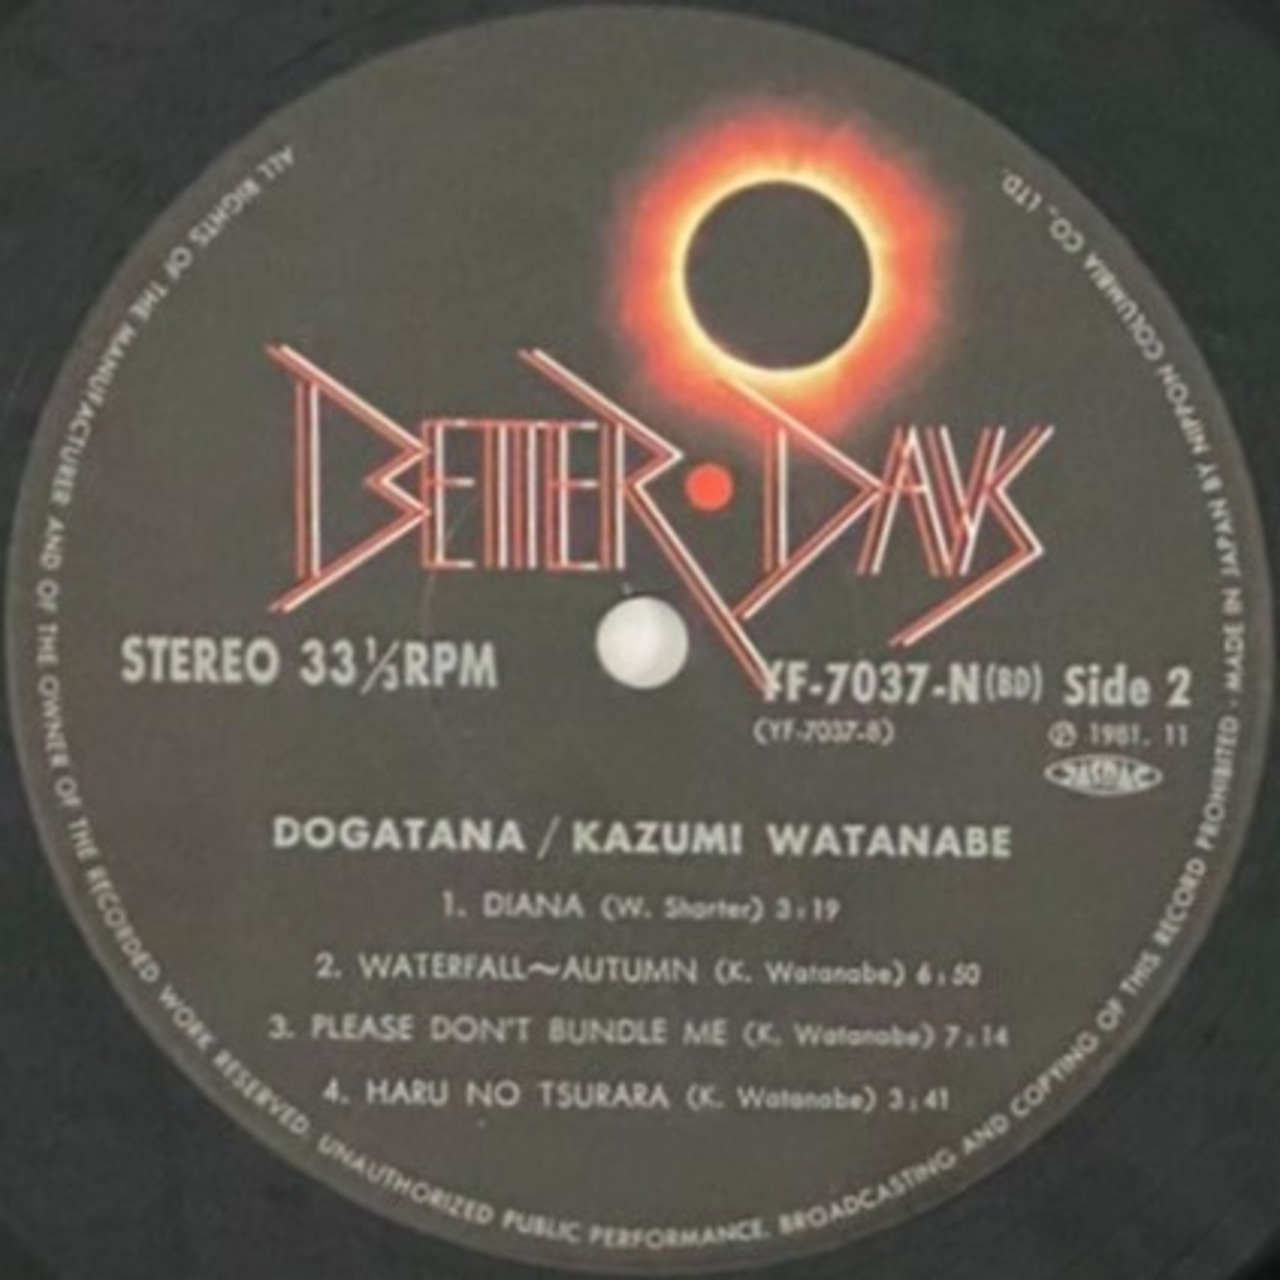 BETTER • DAYS
STEREO 33⅓RPM
YF-7037-N(BD) Side 2
(YF-7037-8)
Ⓟ 1981. 11
JASRAC
DOGATANA / KAZUMI WATANABE
1. DIANA (W. Shorter) 3:19
2. WATERFALL~AUTUMN (K. Watanabe) 6:50
3. PLEASE DON'T BUNDLE ME (K. Watanabe) 7:14
4. HARU NO TSURARA (K. Watanabe) 3:41
ALL RIGHTS OF THE MANUFACTURER AND OF THE OWNER OF THE RECORDED WORK RESERVED. UNAUTHORIZED PUBLIC PERFORMANCE. BROADCASTING AND COPYING OF THIS RECORD PROHIBITED · MADE IN JAPAN BY NIPPON COLUMBIA CO., LTD.